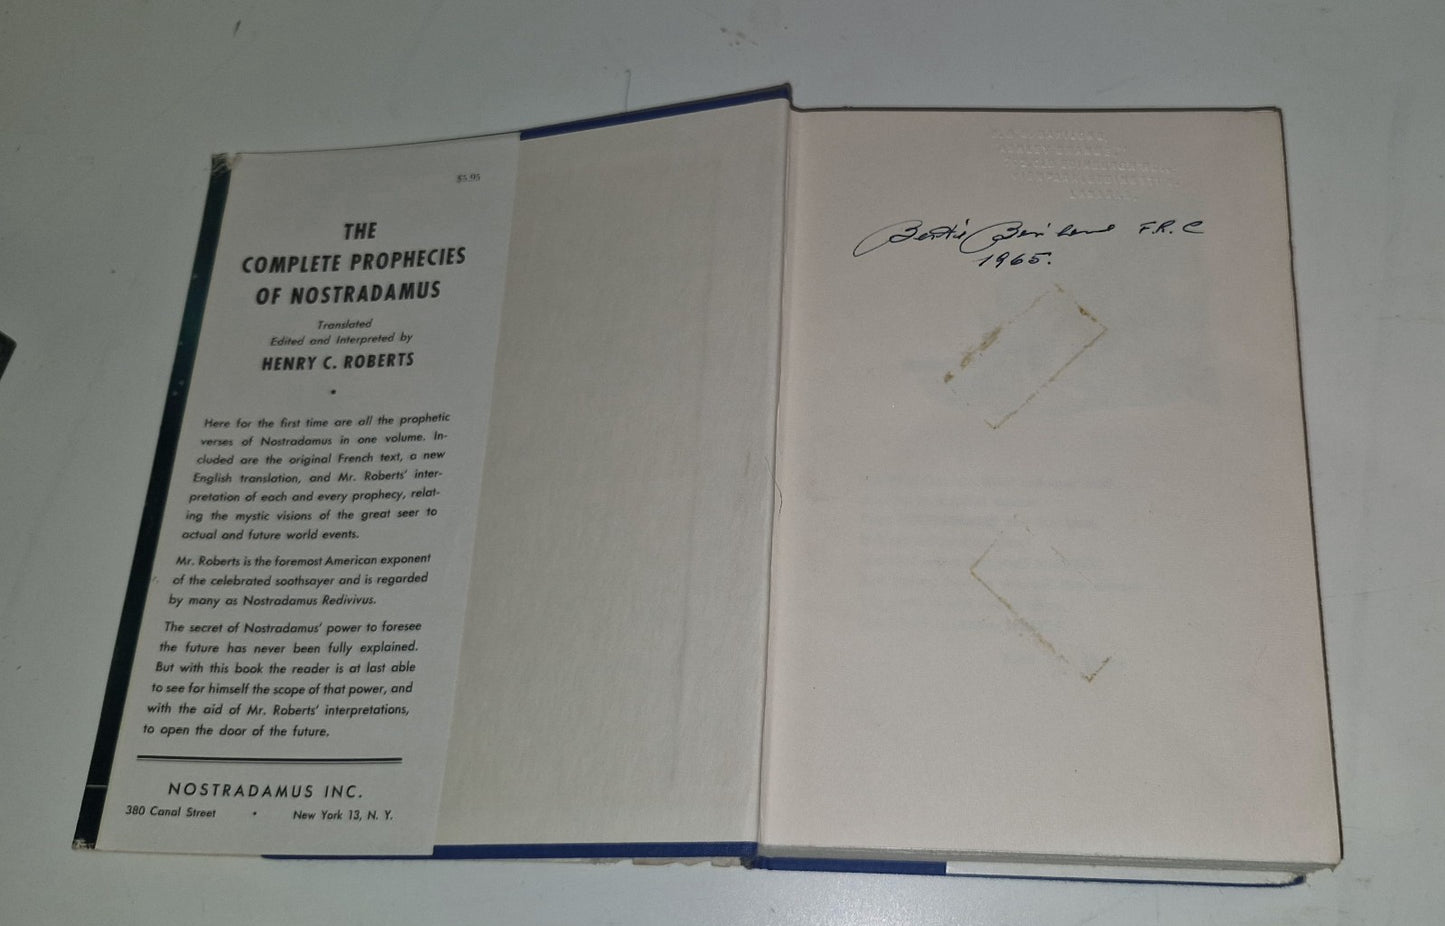 $5.95
THE
COMPLETE PROPHECIES
OF NOSTRADAMUS
Translated
Edited and Interpreted by
HENRY C. ROBERTS
•
Here for the first time are all the prophetic
verses of Nostradamus in one volume. In-
cluded are the original French text, a new
English translation, and Mr. Roberts' inter-
pretation of each and every prophecy, relat-
ing the mystic visions of the great seer to
actual and future world events.
Mr. Roberts is the foremost American exponent
of the celebrated soothsayer and is regarded
by many as Nostradamus Redivivus.
The secret of Nostradamus' power to foresee
the future has never been fully explained.
But with this book the reader is at last able
to see for himself the scope of that power, and
with the aid of Mr. Roberts' interpretations,
to open the door of the future.
NOSTRADAMUS INC.
380 Canal Street • New York 13, N. Y.
F.R.C
1965.